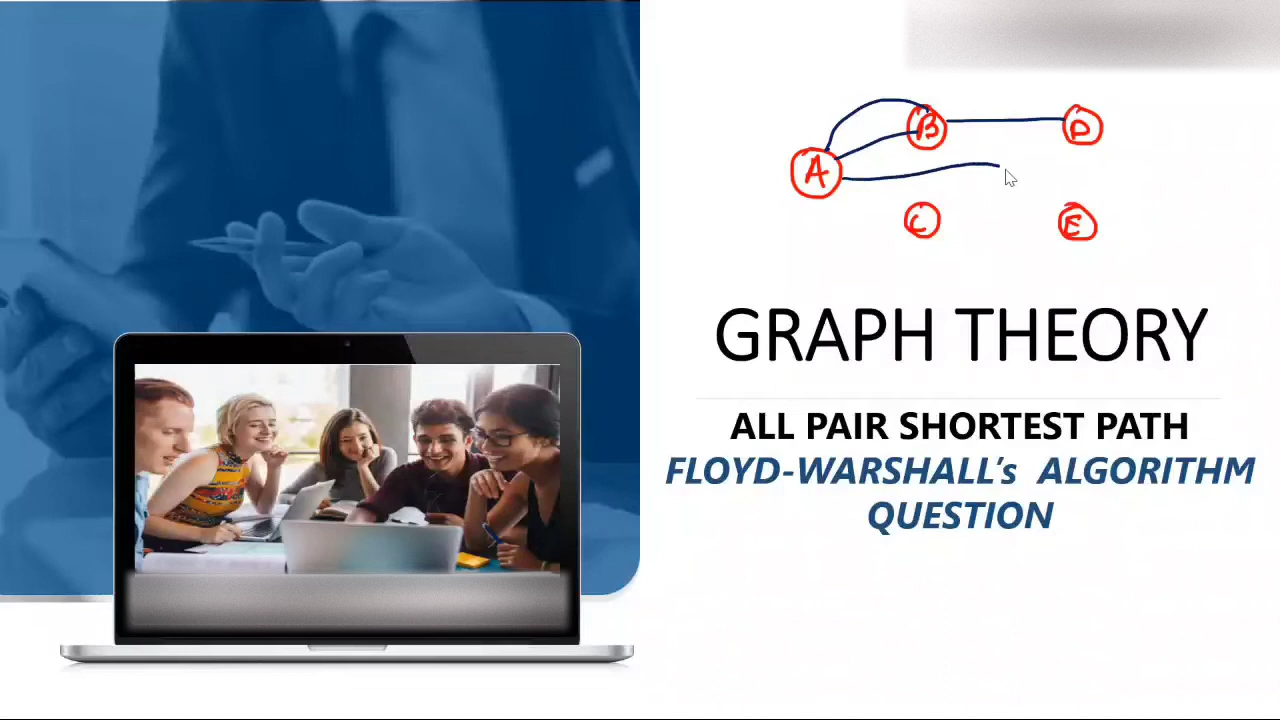 B
D
A
C
E
GRAPH THEORY
ALL PAIR SHORTEST PATH
FLOYD-WARSHALL's ALGORITHM
QUESTION